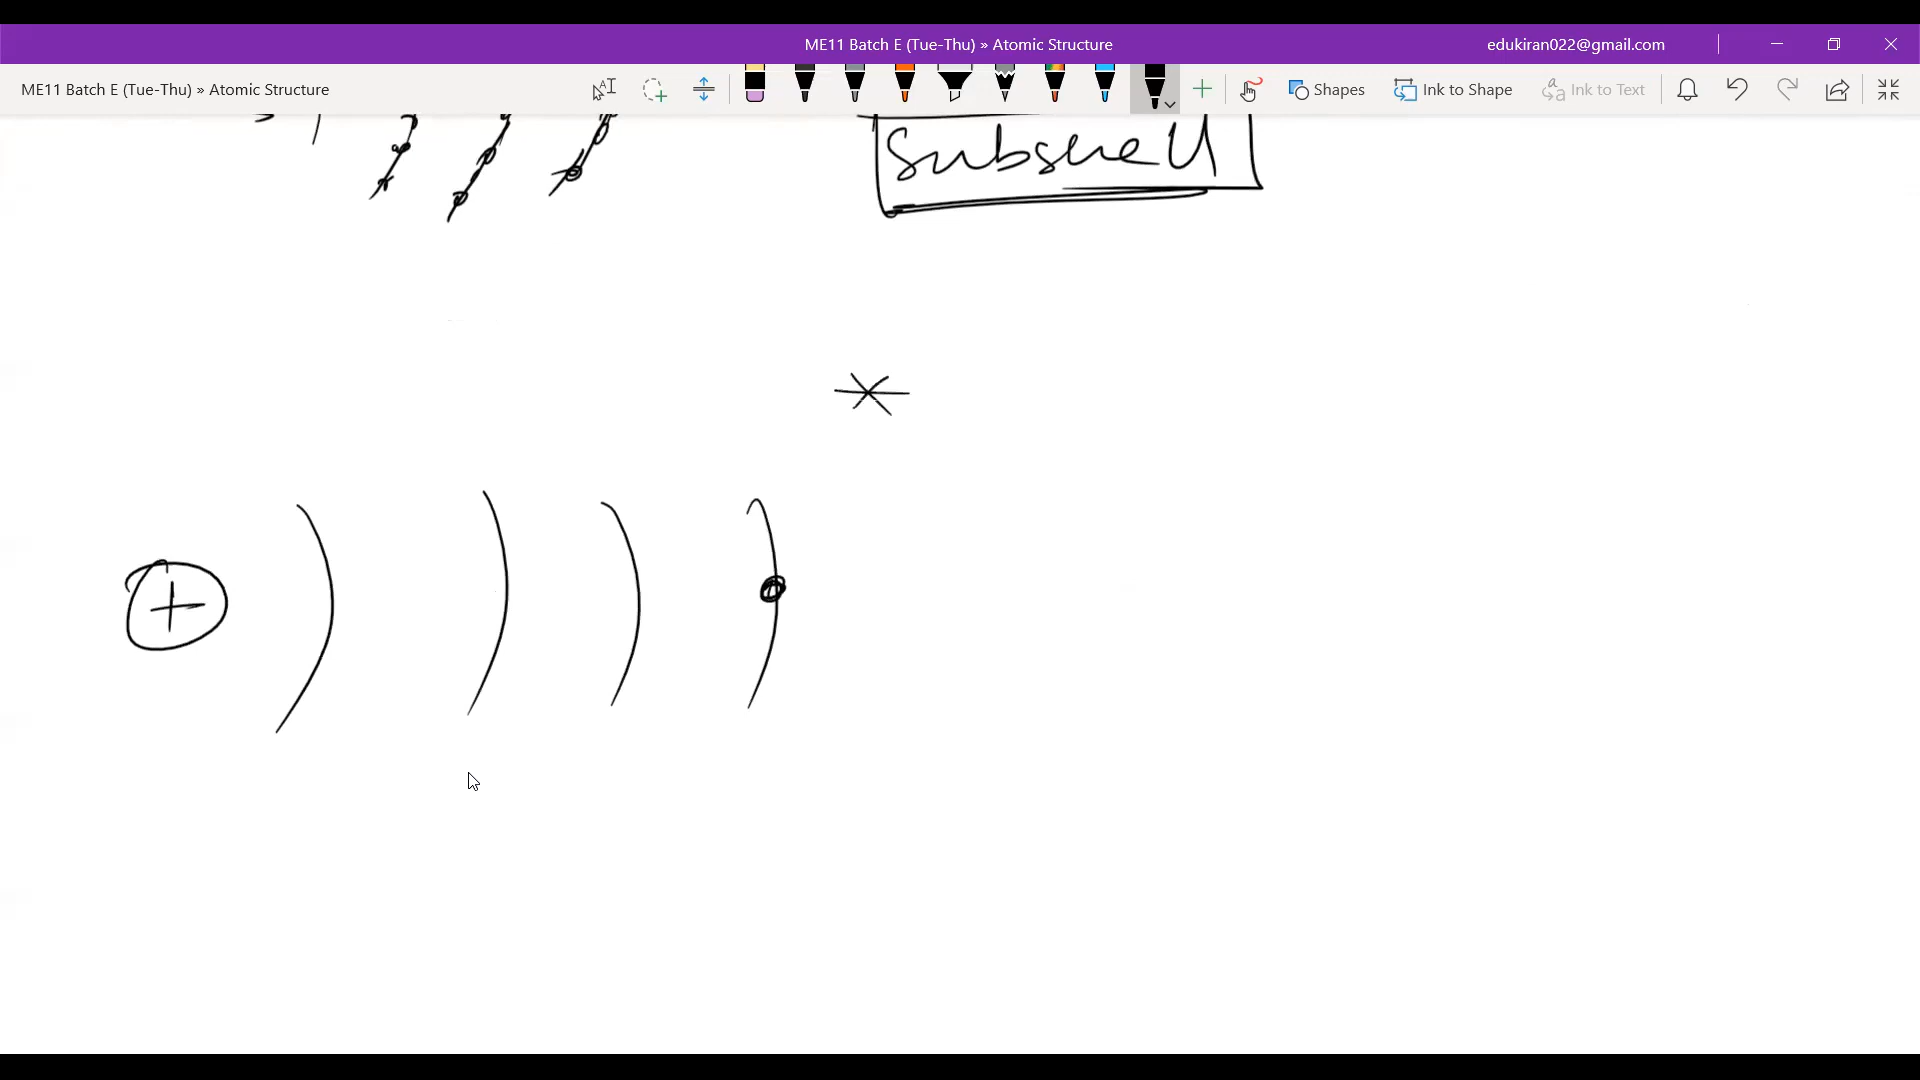 ME11 Batch E (Tue-Thu) » Atomic Structure
edukiran022@gmail.com
ME11 Batch E (Tue-Thu) » Atomic Structure
Shapes
Ink to Shape
Ink to Text
Subshell
+